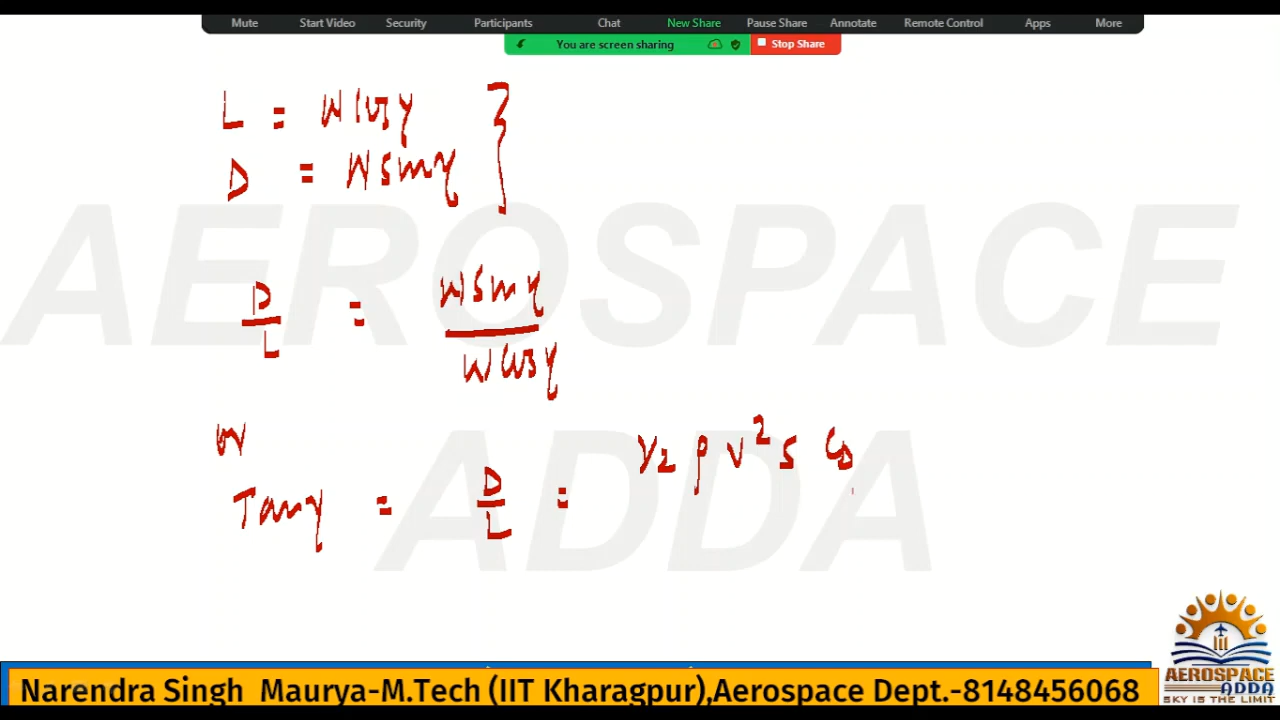 Mute Start Video Security Participants Chat New Share Pause Share Annotate Remote Control Apps More
You are screen sharing Stop Share
L = W cos γ
D = W sin γ
D/L = W sin γ / W cos γ
or
Tan γ = D/L = 1/2 ρ v² S C_D
AEROSPACE
ADDA
Narendra Singh Maurya-M.Tech (IIT Kharagpur),Aerospace Dept.-8148456068
AEROSPACE
ADDA
SKY IS THE LIMIT